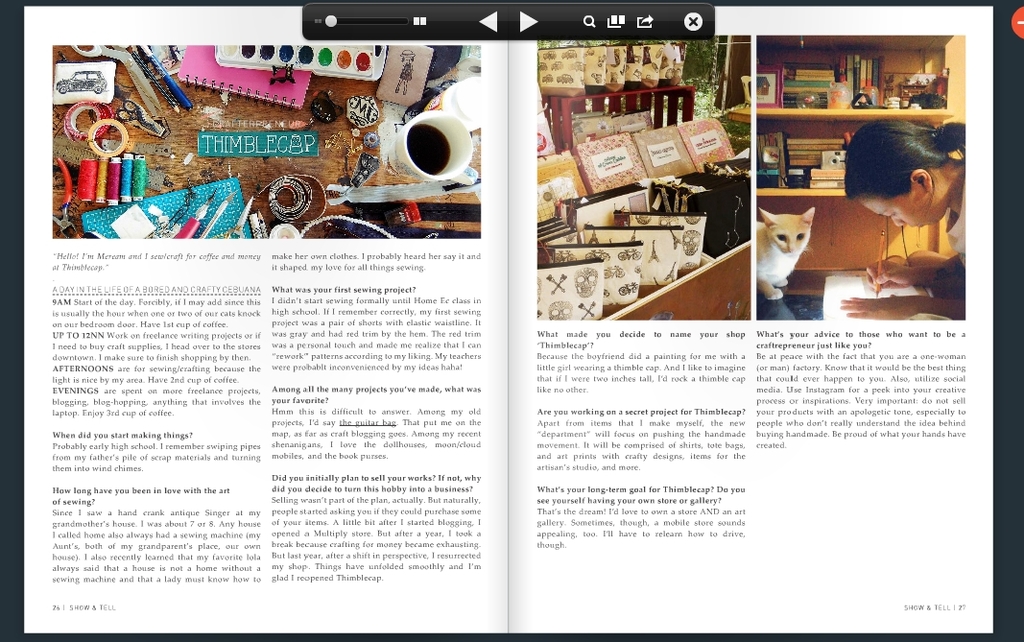 CRAFTERPRENEUR
THIMBLECAP
"Hello! I'm Meream and I sew/craft for coffee and money
at Thimblecap."
A DAY IN THE LIFE OF A BORED AND CRAFTY CEBUANA
9AM Start of the day. Forcibly, if I may add since this
is usually the hour when one or two of our cats knock
on our bedroom door. Have 1st cup of coffee.
UP TO 12NN Work on freelance writing projects or if
I need to buy craft supplies, I head over to the stores
downtown. I make sure to finish shopping by then.
AFTERNOONS are for sewing/crafting because the
light is nice by my area. Have 2nd cup of coffee.
EVENINGS are spent on more freelance projects,
blogging, blog-hopping, anything that involves the
laptop. Enjoy 3rd cup of coffee.
When did you start making things?
Probably early high school. I remember swiping pipes
from my father's pile of scrap materials and turning
them into wind chimes.
How long have you been in love with the art
of sewing?
Since I saw a hand crank antique Singer at my
grandmother's house. I was about 7 or 8. Any house
I called home also always had a sewing machine (my
Aunt's, both of my grandparent's place, our own
house). I also recently learned that my favorite lola
always said that a house is not a home without a
sewing machine and that a lady must know how to
make her own clothes. I probably heard her say it and
it shaped my love for all things sewing.
What was your first sewing project?
I didn't start sewing formally until Home Ec class in
high school. If I remember correctly, my first sewing
project was a pair of shorts with elastic waistline. It
was gray and had red trim by the hem. The red trim
was a personal touch and made me realize that I can
"rework" patterns according to my liking. My teachers
were probablt inconvenienced by my ideas haha!
Among all the many projects you've made, what was
your favorite?
Hmm this is difficult to answer. Among my old
projects, I'd say the guitar bag. That put me on the
map, as far as craft blogging goes. Among my recent
shenanigans, I love the dollhouses, moon/cloud
mobiles, and the book purses.
Did you initially plan to sell your works? If not, why
did you decide to turn this hobby into a business?
Selling wasn't part of the plan, actually. But naturally,
people started asking you if they could purchase some
of your items. A little bit after I started blogging, I
opened a Multiply store. But after a year, I took a
break because crafting for money became exhausting.
But last year, after a shift in perspective, I resurrected
my shop. Things have unfolded smoothly and I'm
glad I reopened Thimblecap.
26 | SHOW & TELL
What made you decide to name your shop
'Thimblecap'?
Because the boyfriend did a painting for me with a
little girl wearing a thimble cap. And I like to imagine
that if I were two inches tall, I'd rock a thimble cap
like no other.
Are you working on a secret project for Thimblecap?
Apart from items that I make myself, the new
"department" will focus on pushing the handmade
movement. It will be comprised of shirts, tote bags,
and art prints with crafty designs, items for the
artisan's studio, and more.
What's your long-term goal for Thimblecap? Do you
see yourself having your own store or gallery?
That's the dream! I'd love to own a store AND an art
gallery. Sometimes, though, a mobile store sounds
appealing, too. I'll have to relearn how to drive,
though.
What's your advice to those who want to be a
craftrepreneur just like you?
Be at peace with the fact that you are a one-woman
(or man) factory. Know that it would be the best thing
that could ever happen to you. Also, utilize social
media. Use Instagram for a peek into your creative
process or inspirations. Very important: do not sell
your products with an apologetic tone, especially to
people who don't really understand the idea behind
buying handmade. Be proud of what your hands have
created.
SHOW & TELL | 27